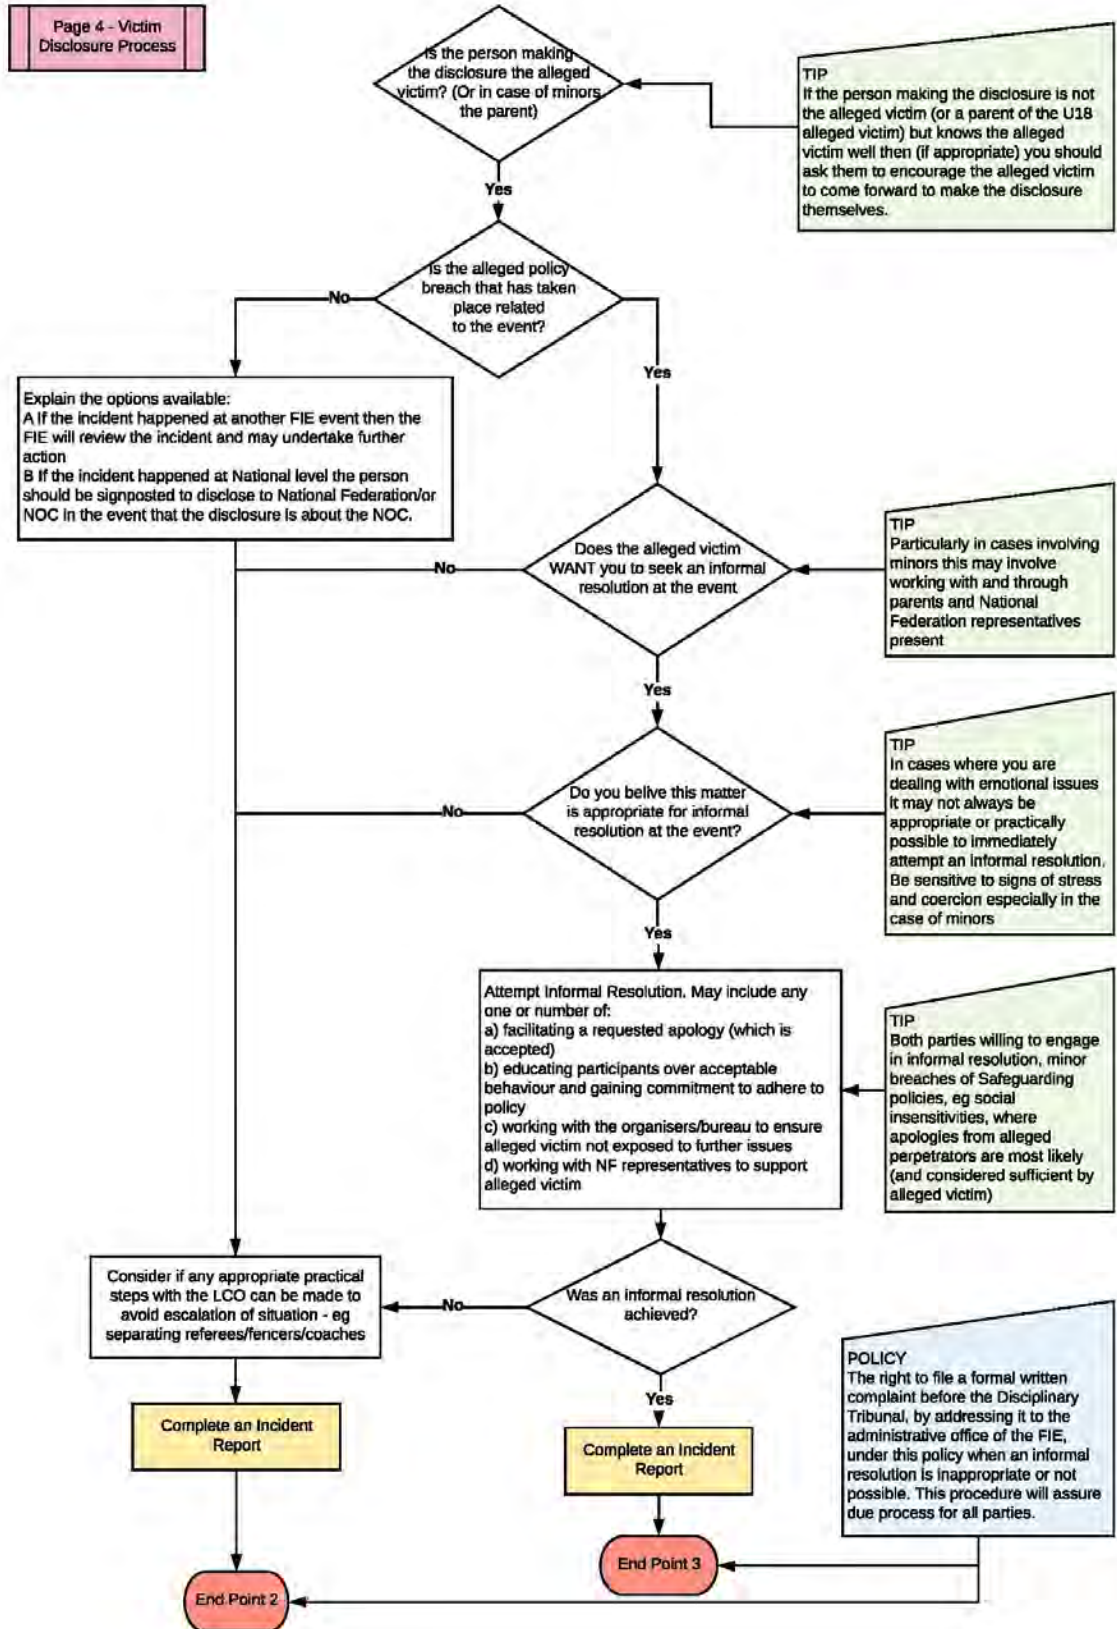 Page 4 - Victim
Disclosure Process
Is the person making
the disclosure the alleged
victim? (Or in case of minors
the parent)
TIP
If the person making the disclosure is not
the alleged victim (or a parent of the U18
alleged victim) but knows the alleged
victim well then (if appropriate) you should
ask them to encourage the alleged victim
to come forward to make the disclosure
themselves.
Yes
Is the alleged policy
breach that has taken
place related
to the event?
No
Yes
Explain the options available:
A If the incident happened at another FIE event then the
FIE will review the incident and may undertake further
action
B If the incident happened at National level the person
should be signposted to disclose to National Federation/or
NOC in the event that the disclosure is about the NOC.
Does the alleged victim
WANT you to seek an informal
resolution at the event
No
TIP
Particularly in cases involving
minors this may involve
working with and through
parents and National
Federation representatives
present
Yes
Do you belive this matter
is appropriate for informal
resolution at the event?
No
TIP
In cases where you are
dealing with emotional issues
it may not always be
appropriate or practically
possible to immediately
attempt an informal resolution.
Be sensitive to signs of stress
and coercion especially in the
case of minors
Yes
Attempt Informal Resolution. May include any
one or number of:
a) facilitating a requested apology (which is
accepted)
b) educating participants over acceptable
behaviour and gaining commitment to adhere to
policy
c) working with the organisers/bureau to ensure
alleged victim not exposed to further issues
d) working with NF representatives to support
alleged victim
TIP
Both parties willing to engage
in informal resolution, minor
breaches of Safeguarding
policies, eg social
insensitivities, where
apologies from alleged
perpetrators are most likely
(and considered sufficient by
alleged victim)
Consider if any appropriate practical
steps with the LCO can be made to
avoid escalation of situation - eg
separating referees/fencers/coaches
No
Was an informal resolution
achieved?
Yes
POLICY
The right to file a formal written
complaint before the Disciplinary
Tribunal, by addressing it to the
administrative office of the FIE,
under this policy when an informal
resolution is inappropriate or not
possible. This procedure will assure
due process for all parties.
Complete an Incident
Report
Complete an Incident
Report
End Point 3
End Point 2